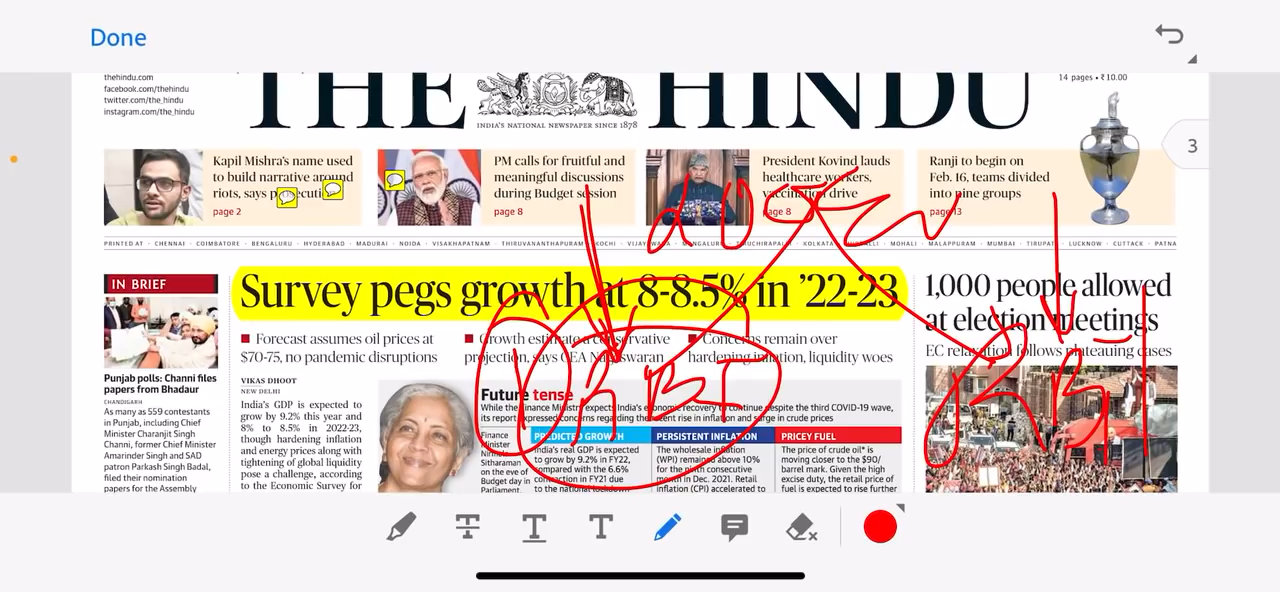 Done
thehindu.com
facebook.com/thehindu
twitter.com/the_hindu
instagram.com/the_hindu
THE HINDU
INDIA'S NATIONAL NEWSPAPER SINCE 1878
14 pages • ₹10.00
3
Kapil Mishra's name used
to build narrative around
riots, says
page 2
PM calls for fruitful and
meaningful discussions
during Budget session
page 8
President Kovind lauds
healthcare workers,
vaccination drive
page 8
Ranji to begin on
Feb. 16, teams divided
into nine groups
page 13
PRINTED AT · CHENNAI · COIMBATORE · BENGALURU · HYDERABAD · MADURAI · NOIDA · VISAKHAPATNAM · THIRUVANANTHAPURAM · KOCHI · VIJAYAWADA · MANGALURU · TIRUCHIRAPALLI · KOLKATA · HUBBALLI · MOHALI · MALAPPURAM · MUMBAI · TIRUPATI · LUCKNOW · CUTTACK · PATNA
IN BRIEF
Punjab polls: Channi files
papers from Bhadaur
CHANDIGARH
As many as 559 contestants
in Punjab, including Chief
Minister Charanjit Singh
Channi, former Chief Minister
Amarinder Singh and SAD
patron Parkash Singh Badal,
filed their nomination
papers for the Assembly
Survey pegs growth at 8-8.5% in '22-23
Forecast assumes oil prices at
$70-75, no pandemic disruptions
Growth estimate a conservative
projection, says CEA Nageswaran
Concerns remain over
hardening inflation, liquidity woes
VIKAS DHOOT
NEW DELHI
India's GDP is expected to
grow by 9.2% this year and
8% to 8.5% in 2022-23,
though hardening inflation
and energy prices along with
tightening of global liquidity
pose a challenge, according
to the Economic Survey for
Future tense
While the Finance Ministry expects India's economic recovery to continue despite the third COVID-19 wave,
its report expressed concerns regarding the recent rise in inflation and surge in crude prices
Finance
Minister
Nirmala
Sitharaman
on the eve of
Budget day in
Parliament.
PREDICTED GROWTH
India's real GDP is expected
to grow by 9.2% in FY22,
compared with the 6.6%
contraction in FY21 due
to the national lockdown
PERSISTENT INFLATION
The wholesale inflation
(WPI) remained above 10%
for the ninth consecutive
month in Dec. 2021. Retail
inflation (CPI) accelerated to
PRICEY FUEL
The price of crude oil* is
moving closer to the $90/
barrel mark. Given the high
excise duty, the retail price of
fuel is expected to rise further
1,000 people allowed
at election meetings
EC relaxation follows plateauing cases